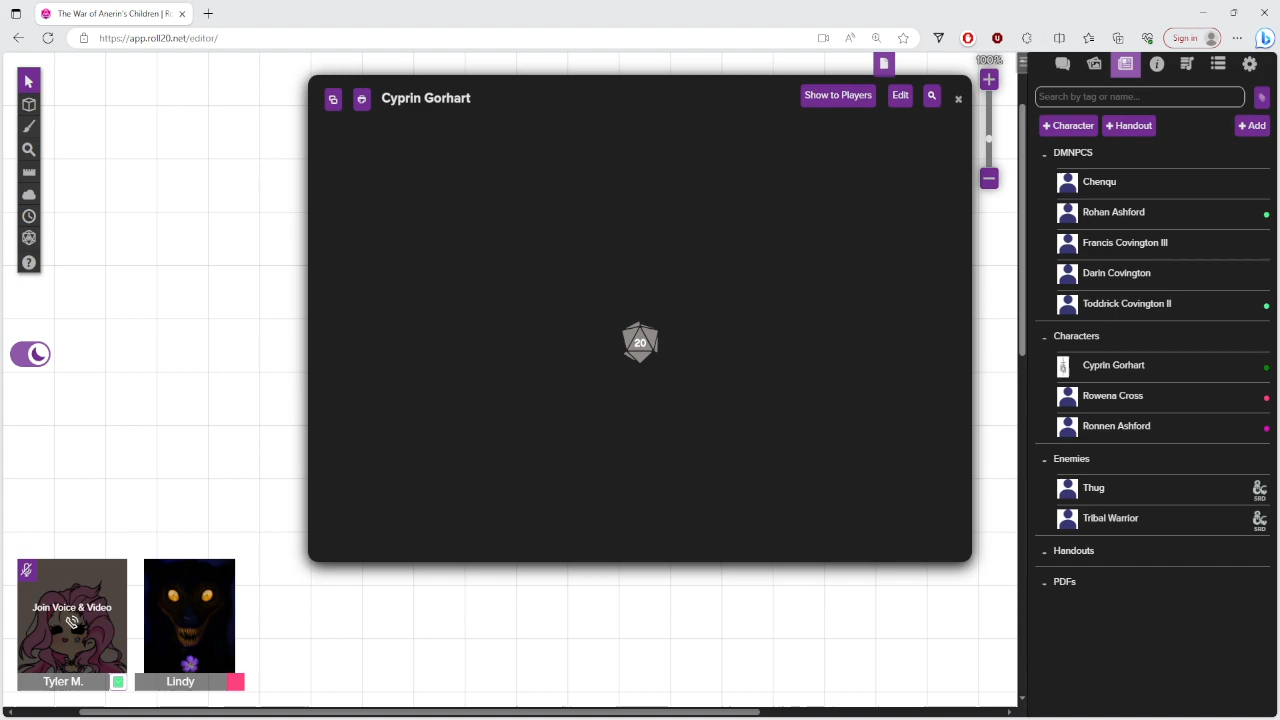 The War of Anerin's Children | Ro
https://app.roll20.net/editor/
Sign in
100%
Cyprin Gorhart
Show to Players
Edit
20
Search by tag or name...
+ Character
+ Handout
+ Add
DMNPCS
Chenqu
Rohan Ashford
Francis Covington III
Darin Covington
Toddrick Covington II
Characters
Cyprin Gorhart
Rowena Cross
Ronnen Ashford
Enemies
Thug
SRD
Tribal Warrior
SRD
Handouts
PDFs
Join Voice & Video
Tyler M.
Lindy